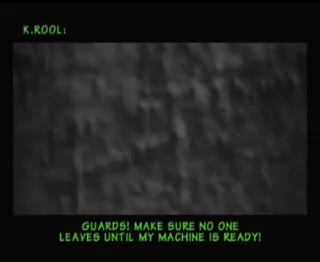 K.ROOL:
GUARDS! MAKE SURE NO ONE
LEAVES UNTIL MY MACHINE IS READY!